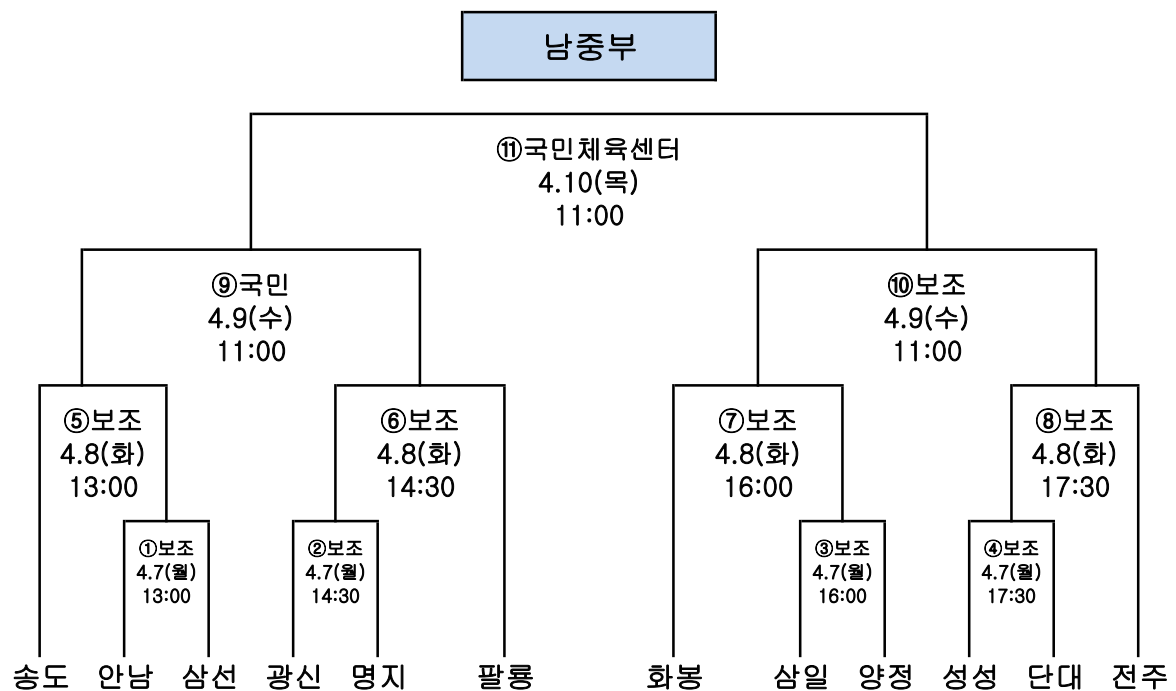 남중부
⑪국민체육센터
4.10(목)
11:00
⑨국민
4.9(수)
11:00
⑩보조
4.9(수)
11:00
⑤보조
4.8(화)
13:00
⑥보조
4.8(화)
14:30
⑦보조
4.8(화)
16:00
⑧보조
4.8(화)
17:30
①보조
4.7(월)
13:00
②보조
4.7(월)
14:30
③보조
4.7(월)
16:00
④보조
4.7(월)
17:30
송도 안남 삼선 광신 명지 팔룡 화봉 삼일 양정 성성 단대 전주